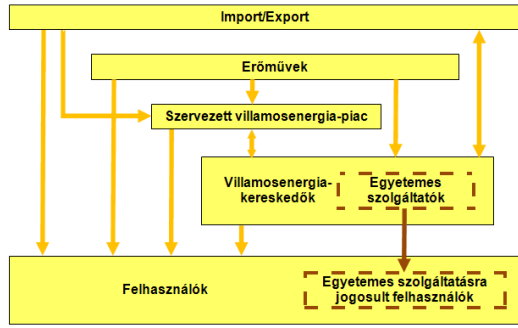 Import/Export
Erőművek
Szervezett villamosenergia-piac
Villamosenergia-
kereskedők
Egyetemes
szolgáltatók
Felhasználók
Egyetemes szolgáltatásra
jogosult felhasználók